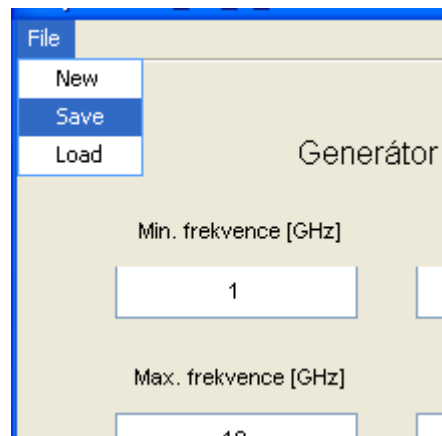 File
New
Save
Load
Generátor
Min. frekvence [GHz]
1
Max. frekvence [GHz]